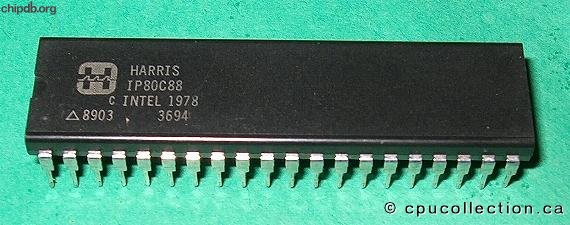 chipdb.org
HARRIS
IP80C88
C INTEL 1978
△8903 3694
© cpucollection.ca